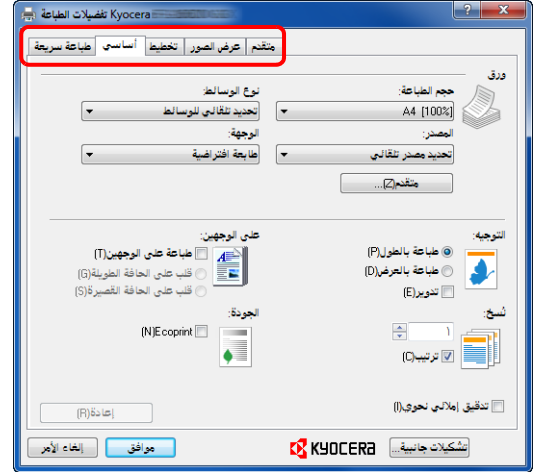 تفضيلات الطباعة Kyocera
طباعة سريعة أساسي تخطيط عرض الصور متقدم
ورق
حجم الطباعة: نوع الوسائط:
A4 [100%] تحديد تلقائي للوسائط
المصدر: الوجهة:
تحديد مصدر تلقائي طابعة افتراضية
متقدم(Z)...
التوجيه: على الوجهين:
طباعة بالطول(P) طباعة على الوجهين(T)
طباعة بالعرض(D) قلب على الحافة الطويلة(G)
تدوير(E) قلب على الحافة القصيرة(S)
نُسخ: الجودة:
١ Ecoprint(N)
ترتيب(C)
تدقيق إملائي نحوي(I) إعادة(R)
تشكيلات جانبية... KYOCERA موافق إلغاء الأمر